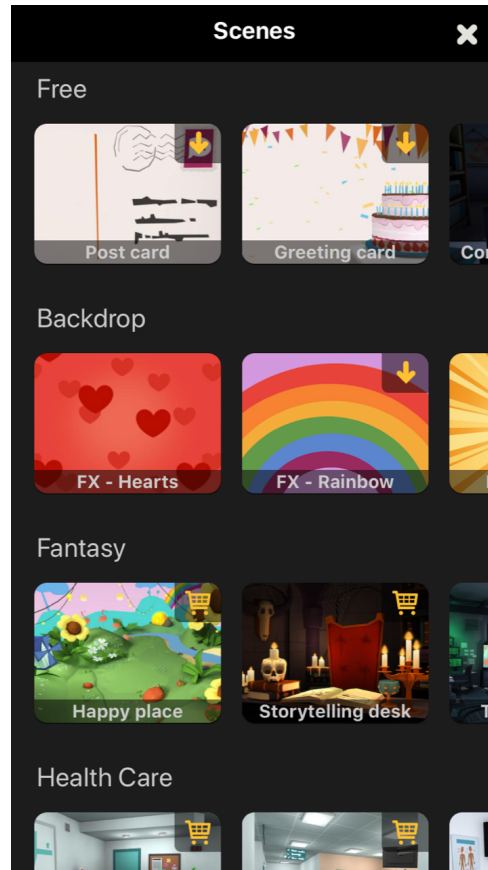 Scenes
Free
Post card
Greeting card
Backdrop
FX - Hearts
FX - Rainbow
Fantasy
Happy place
Storytelling desk
Health Care